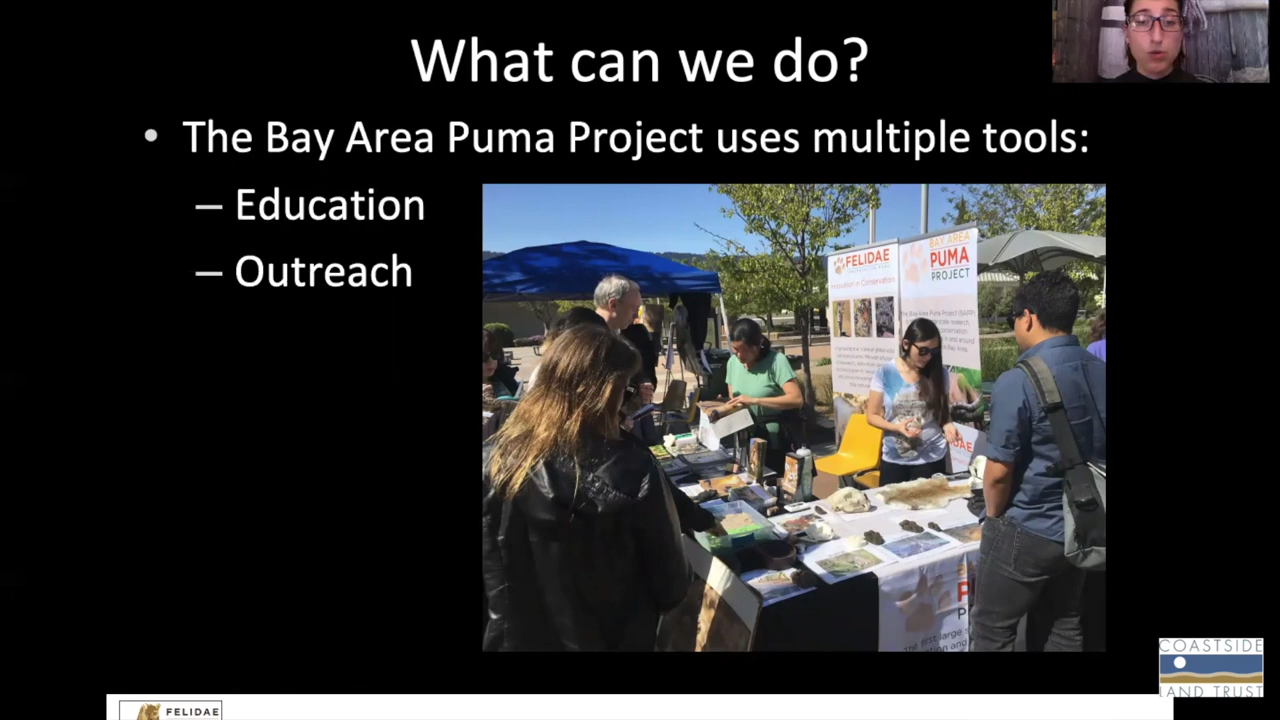 What can we do?
• The Bay Area Puma Project uses multiple tools:
– Education
– Outreach
FELIDAE
BAY AREA
PUMA
PROJECT
COASTSIDE
LAND TRUST
FELIDAE